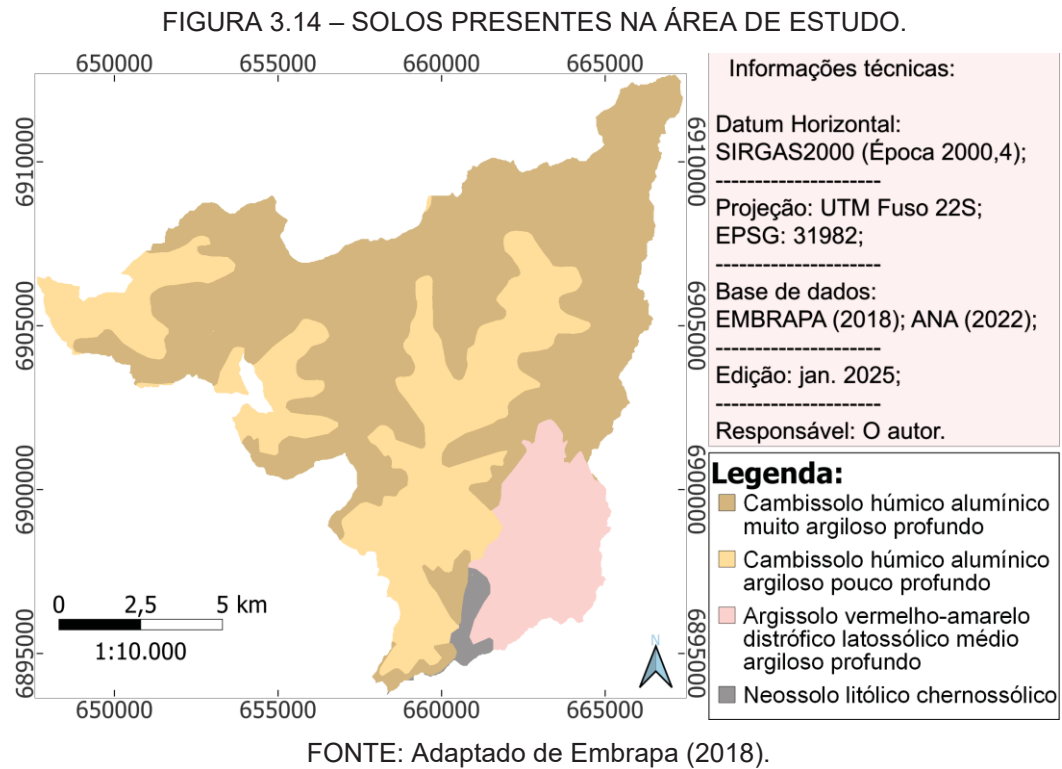 FIGURA 3.14 – SOLOS PRESENTES NA ÁREA DE ESTUDO.
650000 655000 660000 665000
6910000 6905000 6900000 6895000
6910000 6905000 6900000 6895000
0 2,5 5 km
1:10.000
N
650000 655000 660000 665000
Informações técnicas:
Datum Horizontal:
SIRGAS2000 (Época 2000,4);
---------------------
Projeção: UTM Fuso 22S;
EPSG: 31982;
---------------------
Base de dados:
EMBRAPA (2018); ANA (2022);
---------------------
Edição: jan. 2025;
---------------------
Responsável: O autor.
Legenda:
Cambissolo húmico alumínico
muito argiloso profundo
Cambissolo húmico alumínico
argiloso pouco profundo
Argissolo vermelho-amarelo
distrófico latossólico médio
argiloso profundo
Neossolo litólico chernossólico
FONTE: Adaptado de Embrapa (2018).